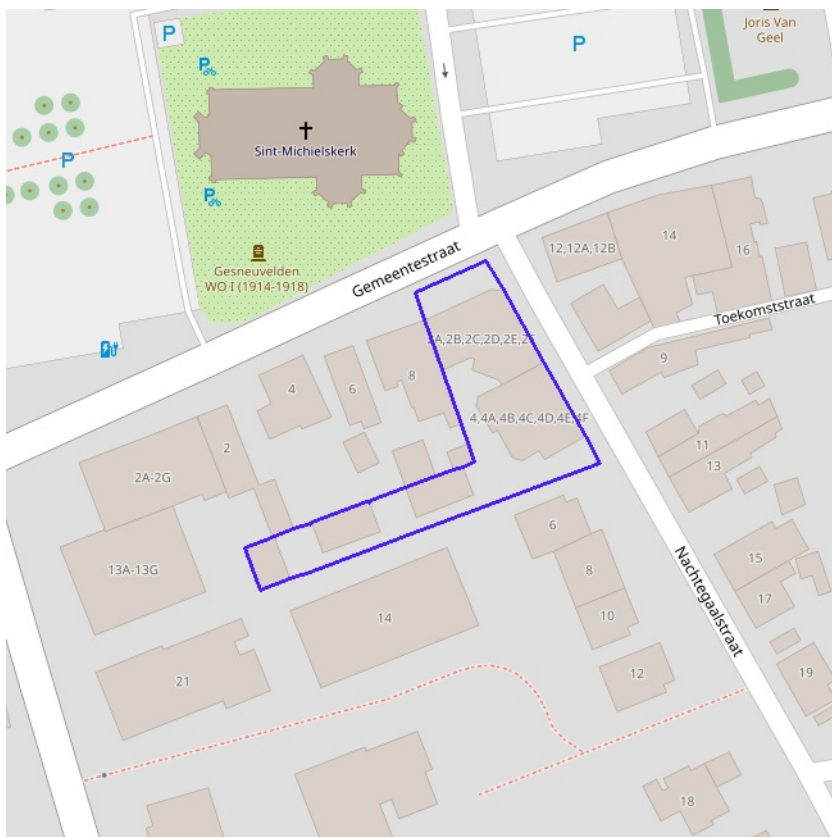 P
Joris Van
Geel
P
P
Sint-Michielskerk
P
P
12,12A,12B
14
16
Gesneuvelden
WO I (1914-1918)
Gemeentestraat
Toekomststraat
2A,2B,2C,2D,2E,2F
9
4
6
8
4,4A,4B,4C,4D,4E,4F
2
11
13
2A-2G
6
15
13A-13G
8
17
14
10
Nachtegaalstraat
21
12
19
18